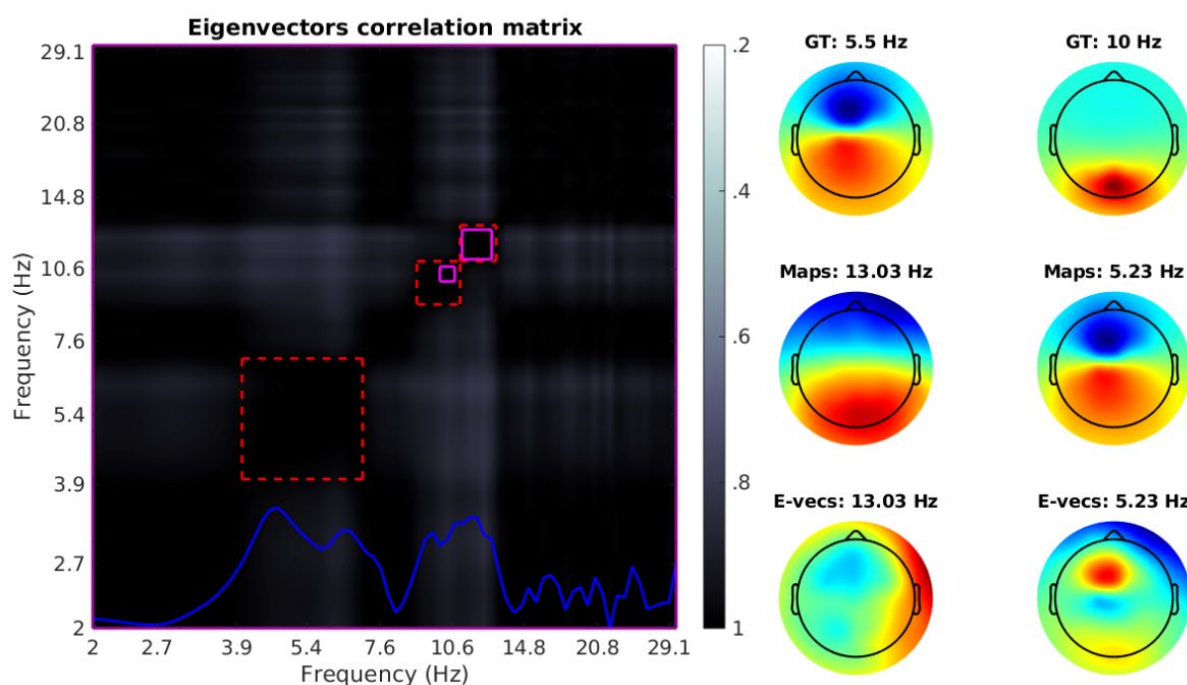 Eigenvectors correlation matrix
29.1
20.8
14.8
10.6
7.6
5.4
3.9
2.7
2
Frequency (Hz)
2 2.7 3.9 5.4 7.6 10.6 14.8 20.8 29.1
Frequency (Hz)
.2
.4
.6
.8
1
GT: 5.5 Hz
GT: 10 Hz
Maps: 13.03 Hz
Maps: 5.23 Hz
E-vecs: 13.03 Hz
E-vecs: 5.23 Hz